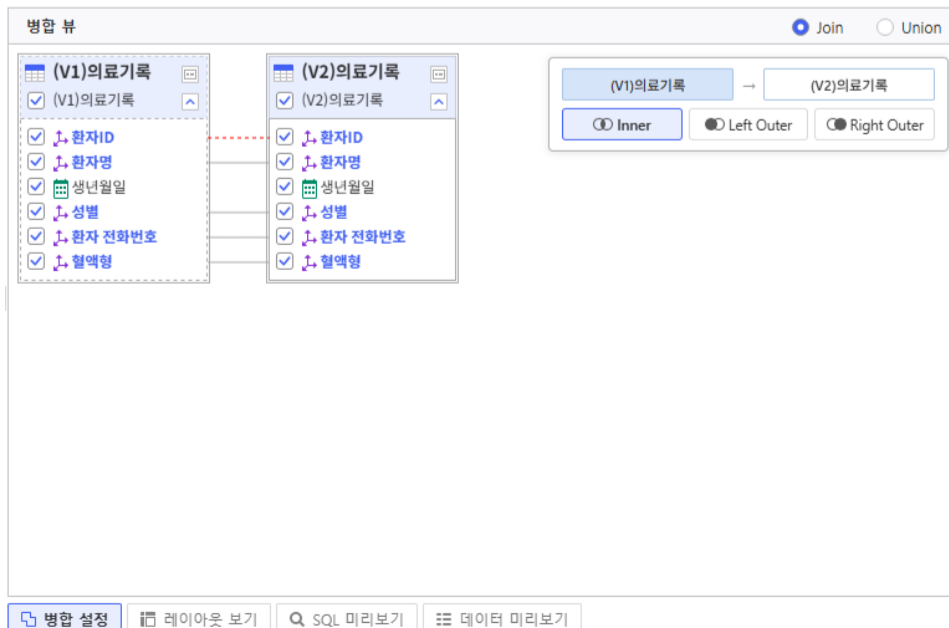 병합 뷰
Join
Union
(V1)의료기록
(V1)의료기록
환자ID
환자명
생년월일
성별
환자 전화번호
혈액형
(V2)의료기록
(V2)의료기록
환자ID
환자명
생년월일
성별
환자 전화번호
혈액형
(V1)의료기록 → (V2)의료기록
Inner
Left Outer
Right Outer
병합 설정
레이아웃 보기
SQL 미리보기
데이터 미리보기